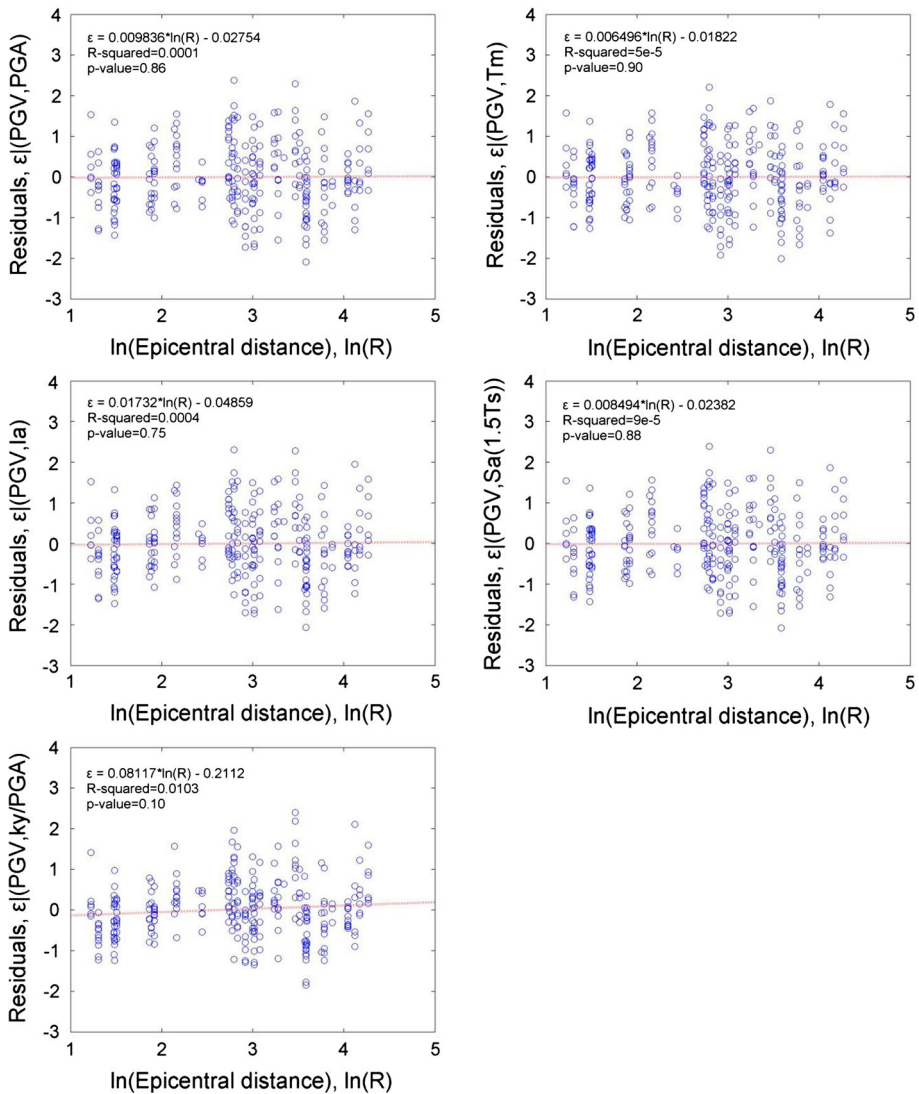 4
3
2
1
0
-1
-2
-3
1
2
3
4
5
ε = 0.009836*ln(R) - 0.02754
R-squared=0.0001
p-value=0.86
Residuals, ε|(PGV,PGA)
ln(Epicentral distance), ln(R)
4
3
2
1
0
-1
-2
-3
1
2
3
4
5
ε = 0.006496*ln(R) - 0.01822
R-squared=5e-5
p-value=0.90
Residuals, ε|(PGV,Tm)
ln(Epicentral distance), ln(R)
4
3
2
1
0
-1
-2
-3
1
2
3
4
5
ε = 0.01732*ln(R) - 0.04859
R-squared=0.0004
p-value=0.75
Residuals, ε|(PGV,Ia)
ln(Epicentral distance), ln(R)
4
3
2
1
0
-1
-2
-3
1
2
3
4
5
ε = 0.008494*ln(R) - 0.02382
R-squared=9e-5
p-value=0.88
Residuals, ε|(PGV,Sa(1.5Ts))
ln(Epicentral distance), ln(R)
4
3
2
1
0
-1
-2
-3
1
2
3
4
5
ε = 0.08117*ln(R) - 0.2112
R-squared=0.0103
p-value=0.10
Residuals, ε|(PGV,ky/PGA)
ln(Epicentral distance), ln(R)